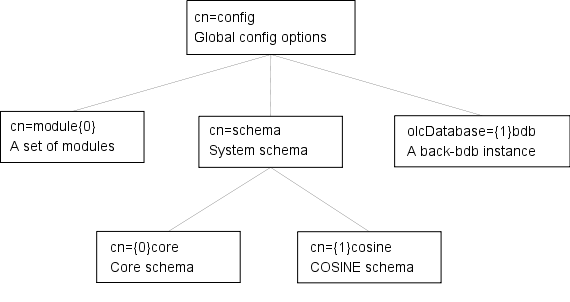 cn=config
Global config options
cn=module{0}
A set of modules
cn=schema
System schema
olcDatabase={1}bdb
A back-bdb instance
cn={0}core
Core schema
cn={1}cosine
COSINE schema